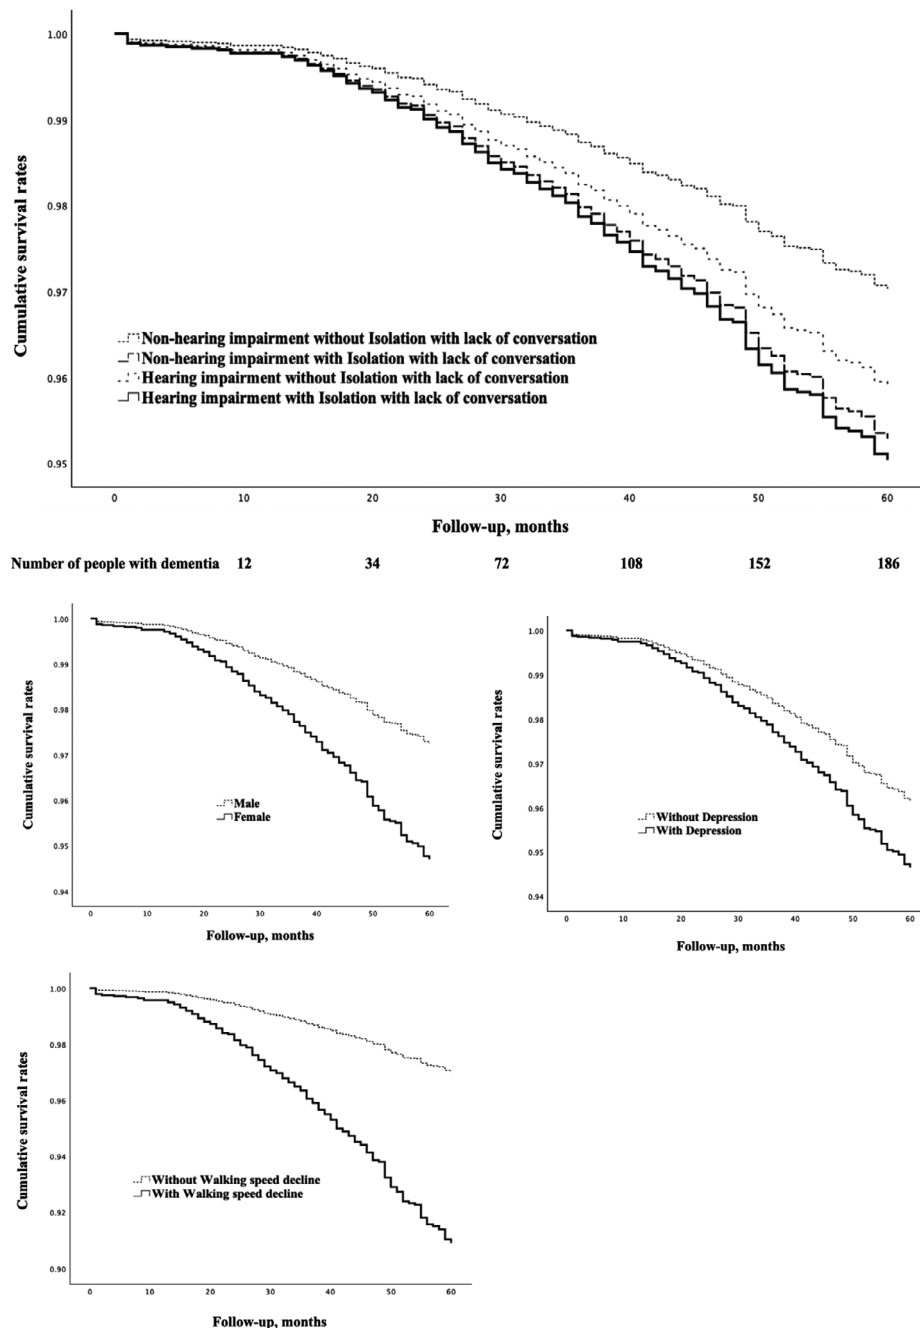 1.00
0.99
0.98
0.97
0.96
0.95
Cumulative survival rates
Non-hearing impairment without Isolation with lack of conversation
Non-hearing impairment with Isolation with lack of conversation
Hearing impairment without Isolation with lack of conversation
Hearing impairment with Isolation with lack of conversation
0 10 20 30 40 50 60
Follow-up, months
Number of people with dementia 12 34 72 108 152 186
1.00
0.99
0.98
0.97
0.96
0.95
0.94
Cumulative survival rates
Male
Female
0 10 20 30 40 50 60
Follow-up, months
1.00
0.99
0.98
0.97
0.96
0.95
0.94
Cumulative survival rates
Without Depression
With Depression
0 10 20 30 40 50 60
Follow-up, months
1.00
0.98
0.96
0.94
0.92
0.90
Cumulative survival rates
Without Walking speed decline
With Walking speed decline
0 10 20 30 40 50 60
Follow-up, months